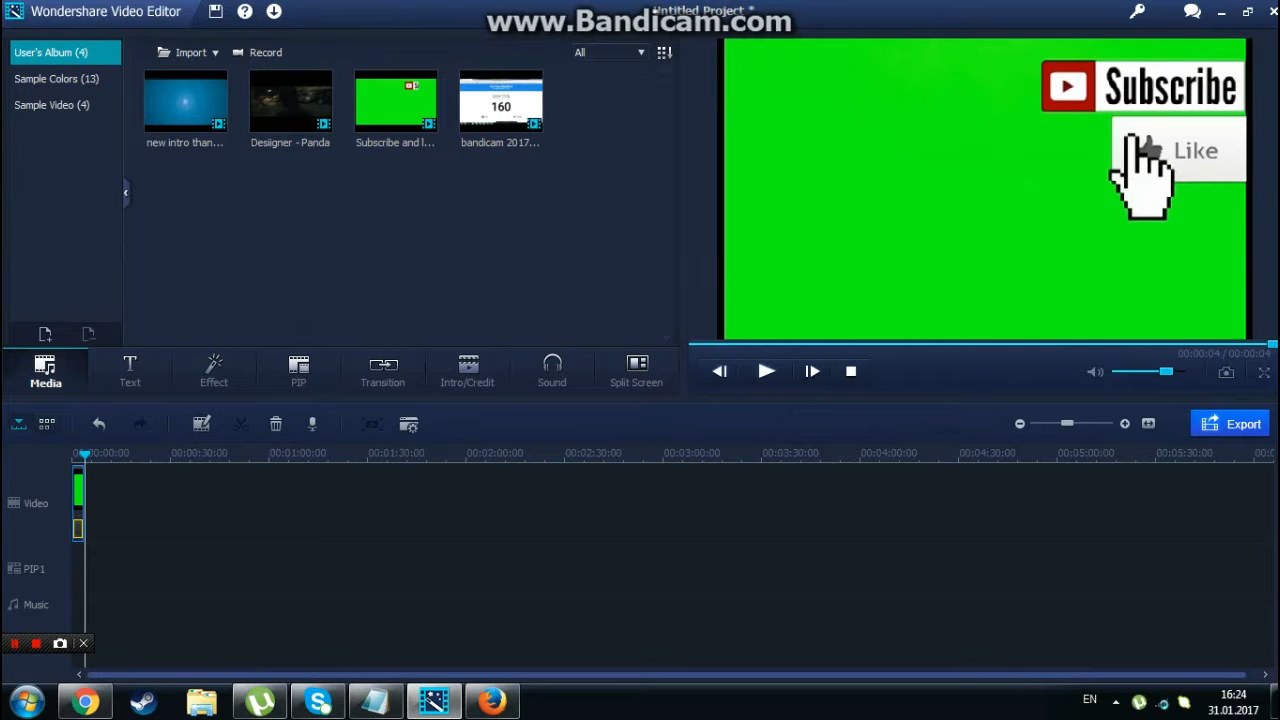 Wondershare Video Editor
Untitled Project *
www.Bandicam.com
User's Album (4)
Import
Record
All
Sample Colors (13)
Sample Video (4)
new intro than...
Desiigner - Panda
Subscribe and l...
bandicam 2017...
160
Subscribe
Like
00:00:04 / 00:00:04
Media
Text
Effect
PIP
Transition
Intro/Credit
Sound
Split Screen
Export
00:00:30:00
00:01:00:00
00:01:30:00
00:02:00:00
00:02:30:00
00:03:00:00
00:03:30:00
00:04:00:00
00:04:30:00
00:05:00:00
00:05:30:00
Video
PIP1
Music
EN
16:24
31.01.2017